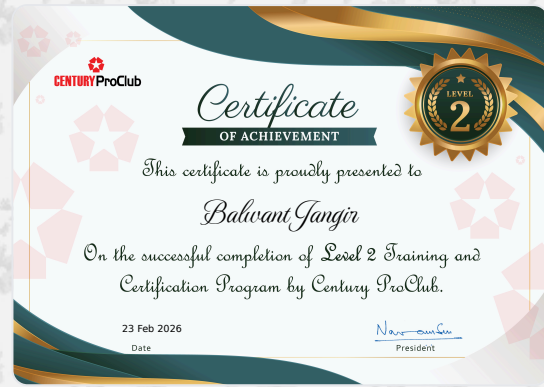 CENTURY ProClub
LEVEL
2
Certificate
OF ACHIEVEMENT
This certificate is proudly presented to
Balwant Jangir
On the successful completion of Level 2 Training and
Certification Program by Century ProClub.
23 Feb 2026
Date
President